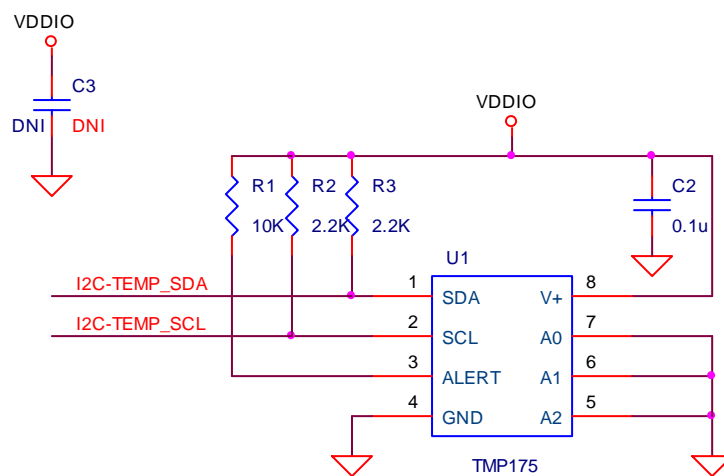 VDDIO
C3
DNI DNI
VDDIO
R1 R2 R3 C2
10K 2.2K 2.2K 0.1u
U1
I2C-TEMP_SDA 1 SDA V+ 8
I2C-TEMP_SCL 2 SCL A0 7
3 ALERT A1 6
4 GND A2 5
TMP175